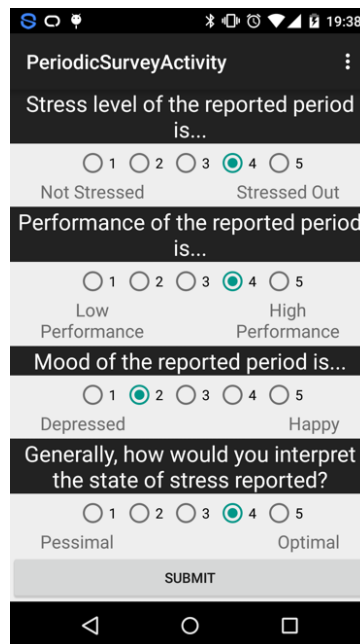 19:38
PeriodicSurveyActivity
Stress level of the reported period
is...
1 2 3 4 5
Not Stressed Stressed Out
Performance of the reported period
is...
1 2 3 4 5
Low High
Performance Performance
Mood of the reported period is...
1 2 3 4 5
Depressed Happy
Generally, how would you interpret
the state of stress reported?
1 2 3 4 5
Pessimal Optimal
SUBMIT